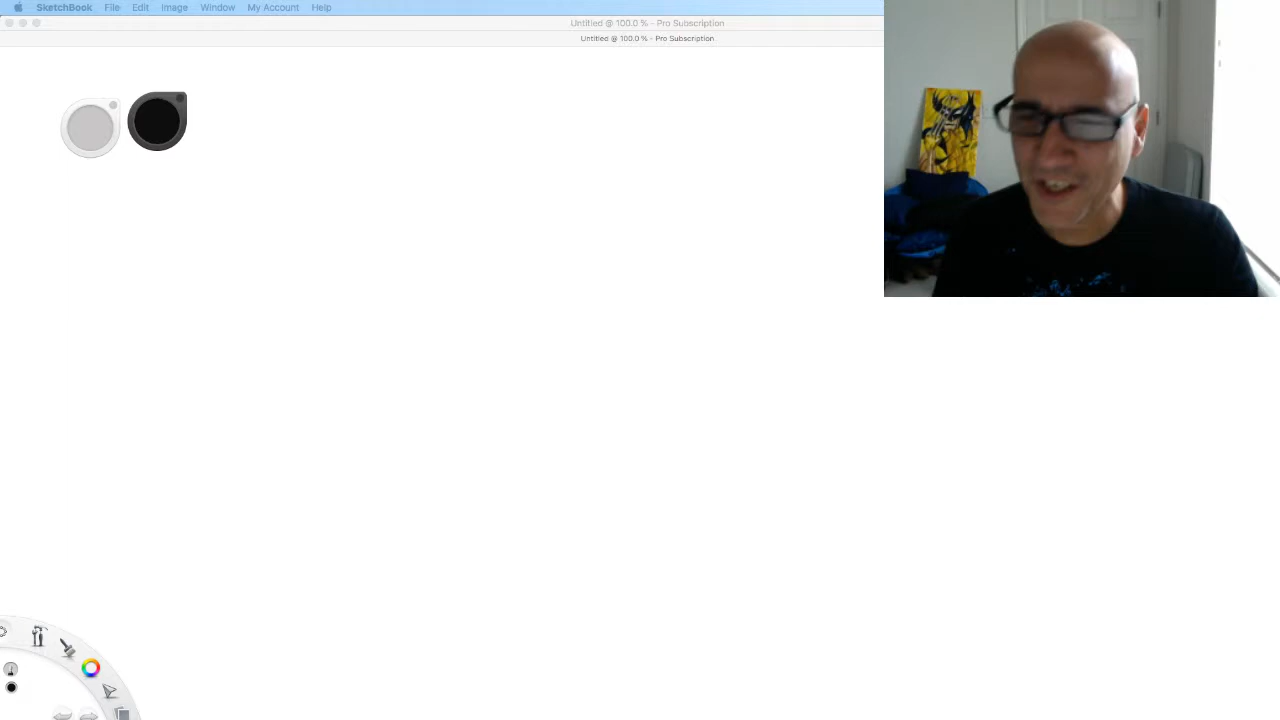 SketchBook File Edit Image Window My Account Help
Untitled @ 100.0 % - Pro Subscription
Untitled @ 100.0 % - Pro Subscription